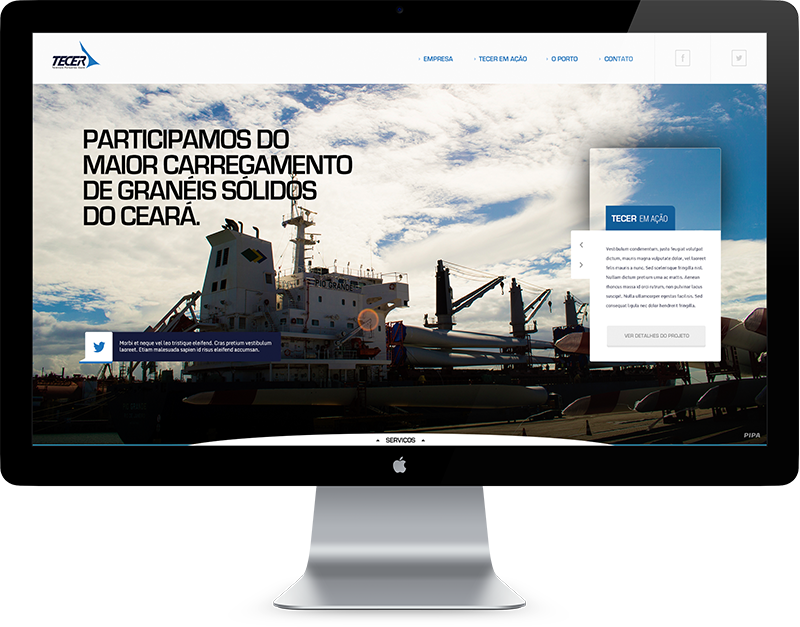 TECER
EMPRESA
TECER EM AÇÃO
O PORTO
CONTATO
PARTICIPAMOS DO
MAIOR CARREGAMENTO
DE GRANÉIS SÓLIDOS
DO CEARÁ.
RIO GRANDE
TECER EM AÇÃO
Vestibulum condimentum, justo feugiat volutpat
dictum, mauris magna vulputate dolor, vel laoreet
felis mauris a nunc. Sed scelerisque fringilla nisl.
Nullam dictum pretium urna ac mattis. Aenean
rhoncus massa id orci rutrum, non pulvinar lacus
suscipit. Nulla ullamcorper egestas facilisis. Sed
consequat ligula nec dolor hendrerit fringilla.
VER DETALHES DO PROJETO
Morbi et neque vel leo tristique eleifend. Cras pretium vestibulum
laoreet. Etiam malesuada sapien id risus eleifend accumsan.
SERVIÇOS
PIPA